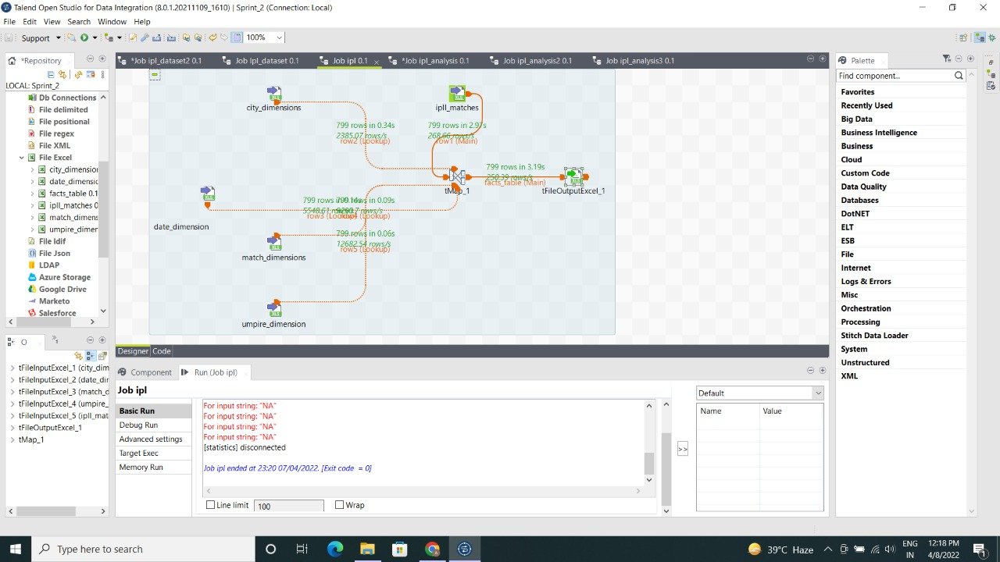 Talend Open Studio for Data Integration (8.0.1.20211109_1610) | Sprint_2 (Connection: Local)
File Edit View Search Window Help
Support 100%
*Repository
LOCAL: Sprint_2
Db Connections
File delimited
File positional
File regex
File XML
File Excel
city_dimension
date_dimensio
facts_table 0.1
ipll_matches 0
match_dimens
umpire_dimer
File ldif
File Json
LDAP
Azure Storage
Google Drive
Marketo
Salesforce
O
tFileInputExcel_1 (city_dim
tFileInputExcel_2 (date_dir
tFileInputExcel_3 (match_d
tFileInputExcel_4 (umpire_
tFileInputExcel_5 (ipll_mat
tFileOutputExcel_1
tMap_1
*Job ipl_dataset2 0.1 Job Ipl_dataset 0.1 Job ipl 0.1 *Job ipl_analysis 0.1 Job ipl_analysis2 0.1 Job ipl_analysis3 0.1
city_dimensions
ipll_matches
799 rows in 0.34s
2385.07 rows/s
row2 (Lookup)
799 rows in 2.97s
268.66 rows/s
row1 (Main)
799 rows in 3.19s
250.39 rows/s
facts_table (Main)
tMap_1
tFileOutputExcel_1
799 rows in 0.09s
5548.61
row3 (Lookup)
row4 (Lookup)
date_dimension
799 rows in 0.06s
12682.54 rows/s
row5 (Lookup)
match_dimensions
umpire_dimension
Designer Code
Component Run (Job ipl)
Job ipl
Basic Run
Debug Run
Advanced settings
Target Exec
Memory Run
For input string: "NA"
For input string: "NA"
For input string: "NA"
For input string: "NA"
[statistics] disconnected
Job ipl ended at 23:20 07/04/2022. [Exit code = 0]
Line limit 100 Wrap
>>
Default
Name Value
Palette
Find component...
Favorites
Recently Used
Big Data
Business Intelligence
Business
Cloud
Custom Code
Data Quality
Databases
DotNET
ELT
ESB
File
Internet
Logs & Errors
Misc
Orchestration
Processing
Stitch Data Loader
System
Unstructured
XML
Type here to search
39°C Haze
ENG
IN
12:18 PM
4/8/2022
1